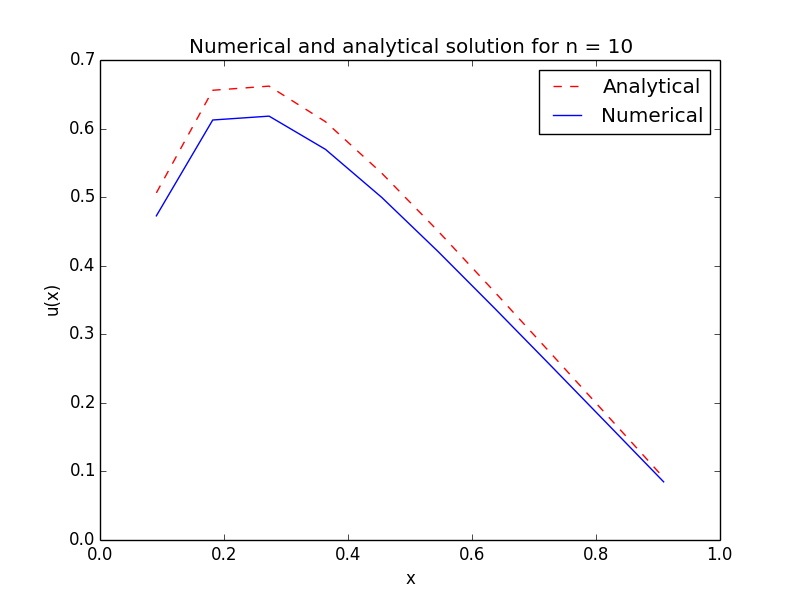 Numerical and analytical solution for n = 10
0.7
0.6
0.5
0.4
0.3
0.2
0.1
0.0
u(x)
Analytical
Numerical
0.0 0.2 0.4 0.6 0.8 1.0
x